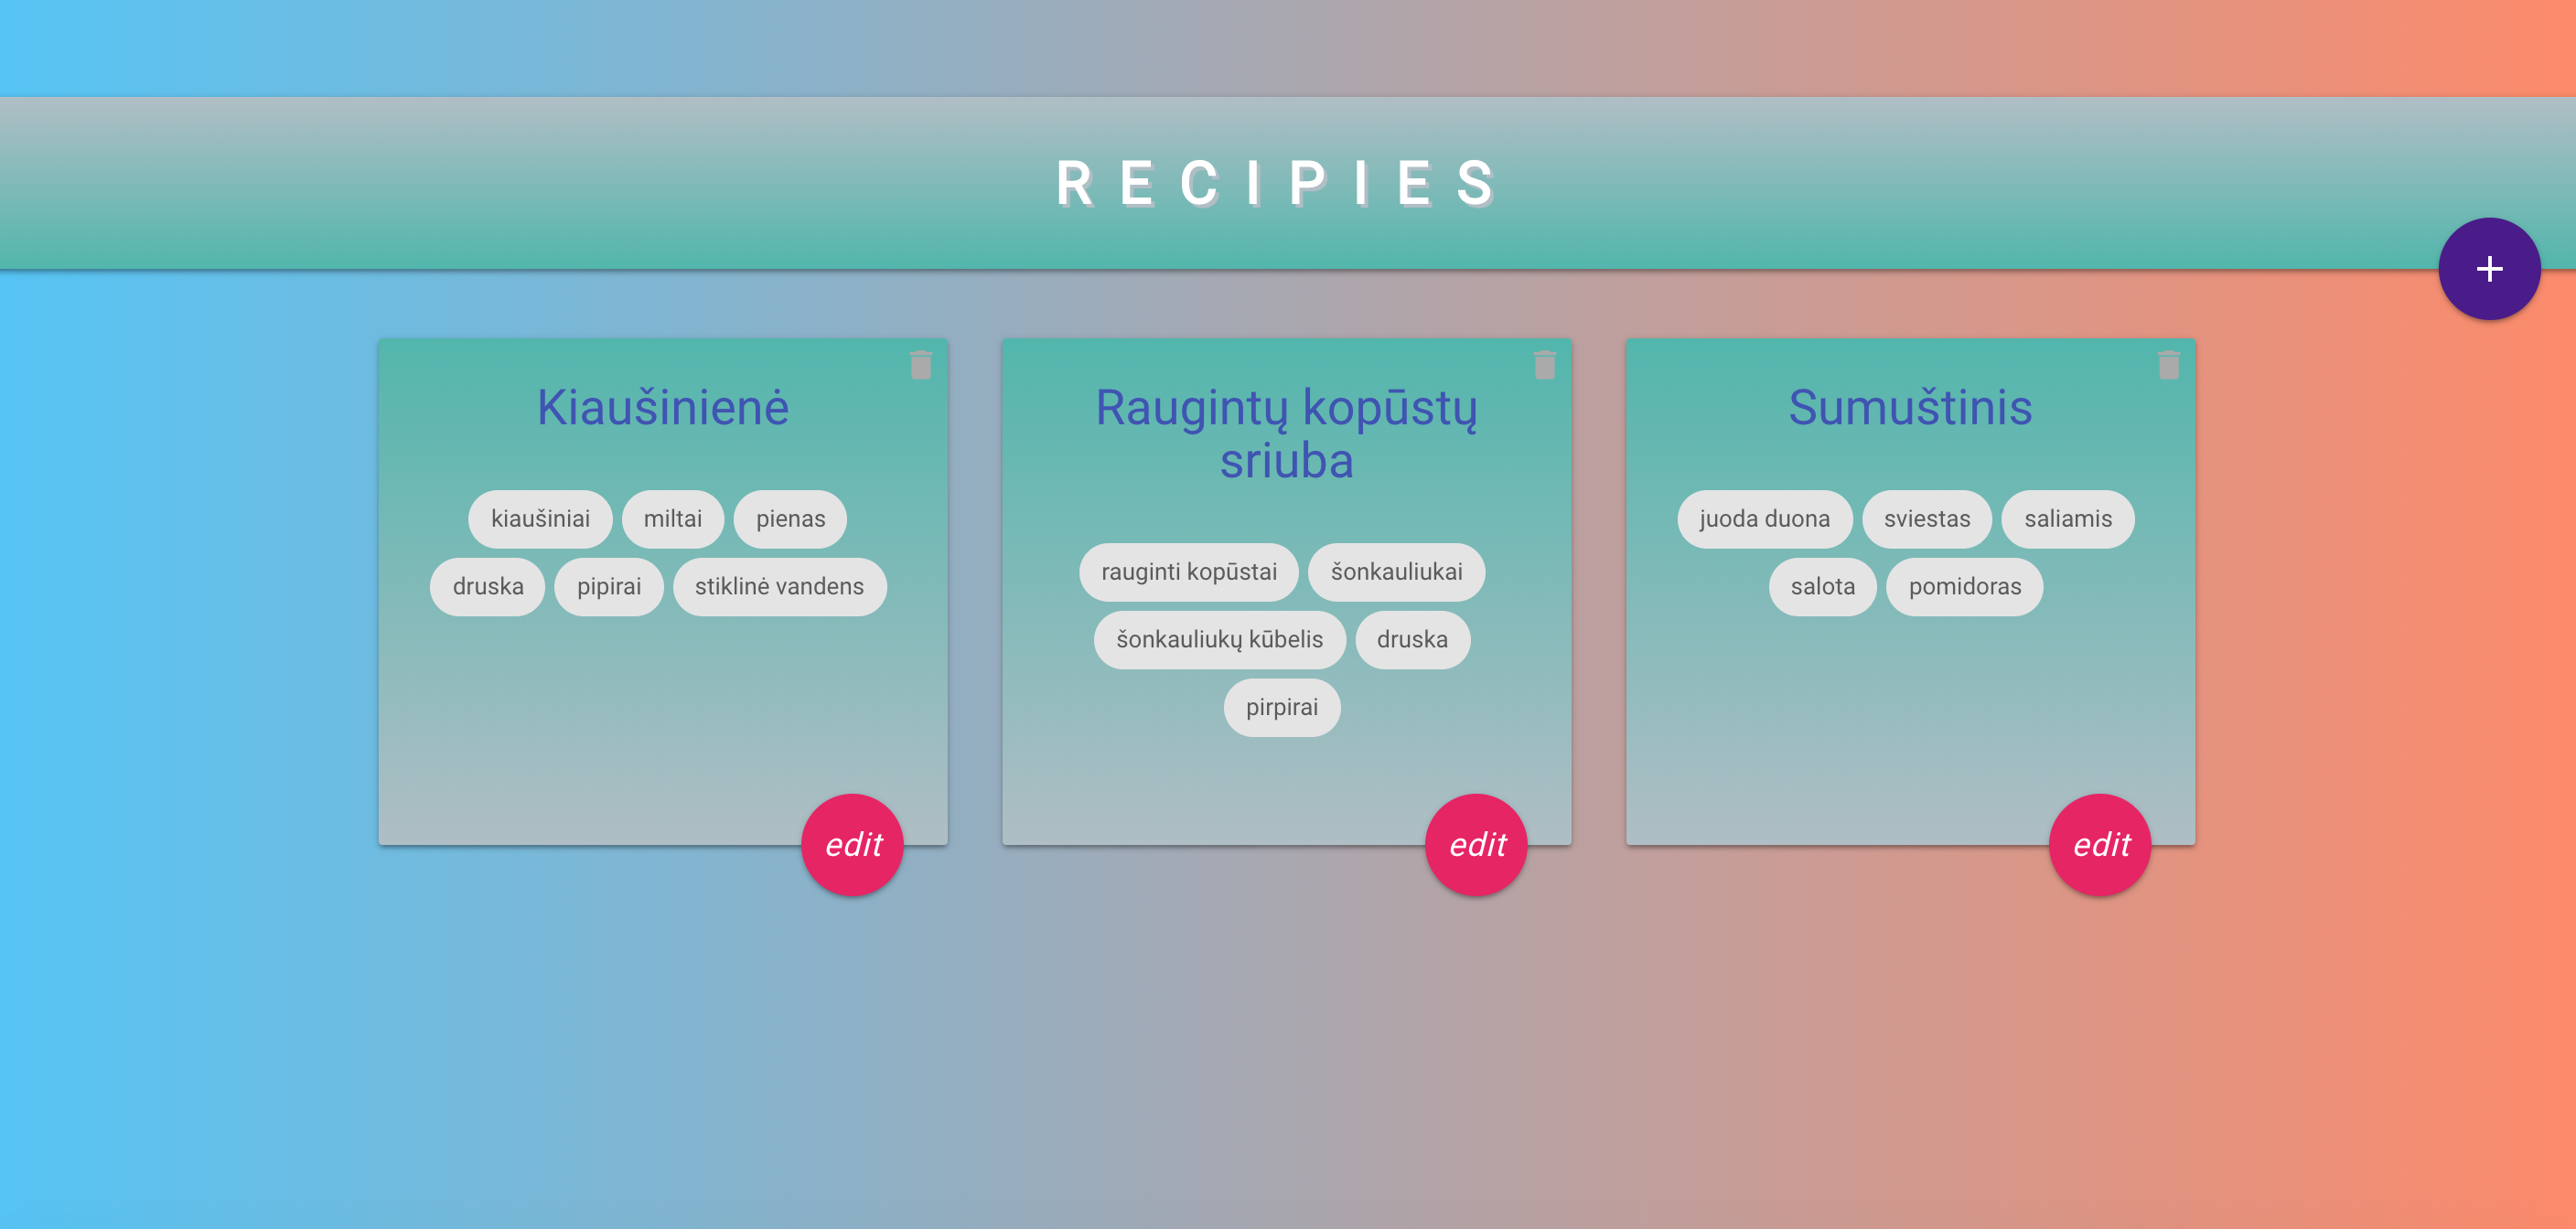 RECIPIES
+
Kiaušinienė
kiaušiniai miltai pienas
druska pipirai stiklinė vandens
edit
Raugintų kopūstų
sriuba
rauginti kopūstai šonkauliukai
šonkauliukų kūbelis druska
pirpirai
edit
Sumuštinis
juoda duona sviestas saliamis
salota pomidoras
edit